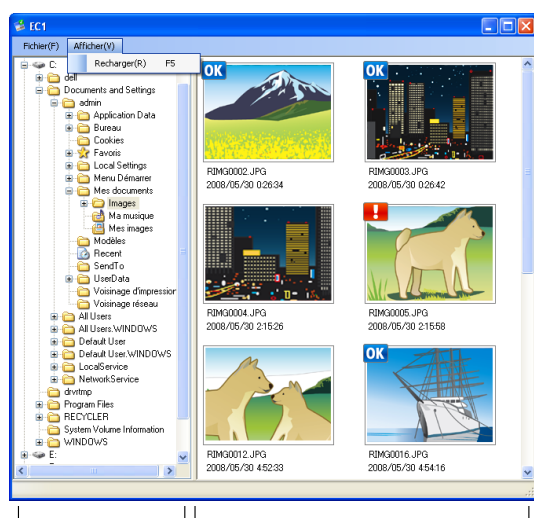 EC1
Fichier(F) Afficher(V)
Recharger(R) F5
C:
dell
Documents and Settings
admin
Application Data
Bureau
Cookies
Favoris
Local Settings
Menu Démarrer
Mes documents
Images
Ma musique
Mes images
Modèles
Recent
SendTo
UserData
Voisinage d'impression
Voisinage réseau
All Users
All Users.WINDOWS
Default User
Default User.WINDOWS
LocalService
NetworkService
drvrtmp
Program Files
RECYCLER
System Volume Information
WINDOWS
E:
OK
RIMG0002.JPG
2008/05/30 0:26:34
OK
RIMG0003.JPG
2008/05/30 0:26:42
RIMG0004.JPG
2008/05/30 2:15:26
!
RIMG0005.JPG
2008/05/30 2:15:58
RIMG0012.JPG
2008/05/30 4:52:33
OK
RIMG0016.JPG
2008/05/30 4:54:16